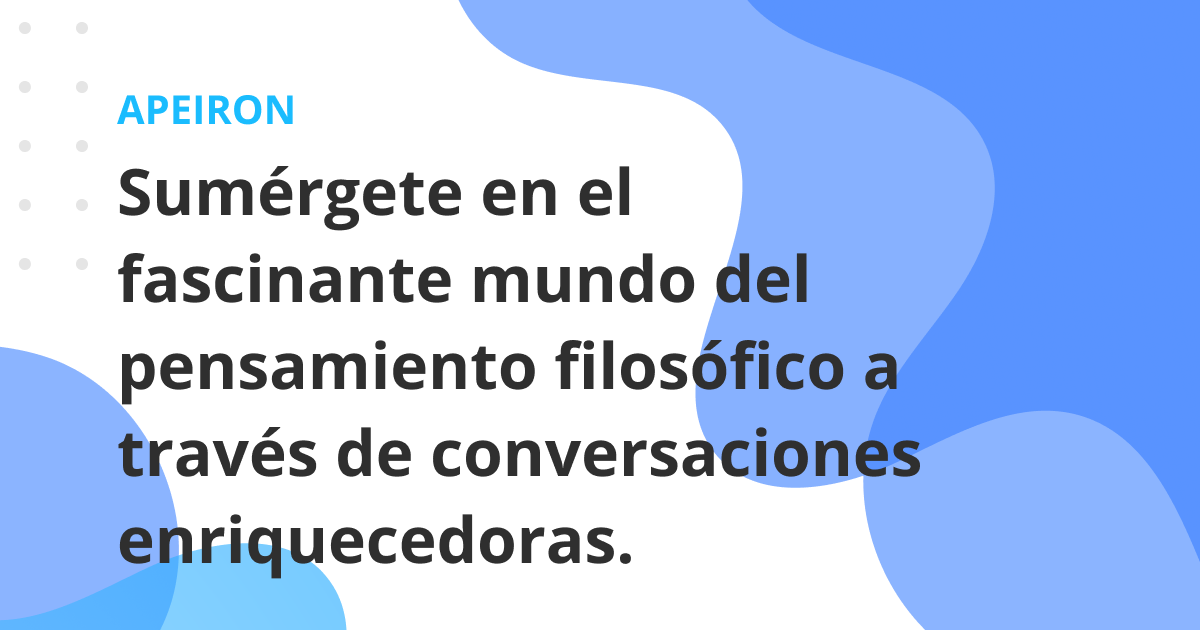 APEIRON
Sumérgete en el
fascinante mundo del
pensamiento filosófico a
través de conversaciones
enriquecedoras.